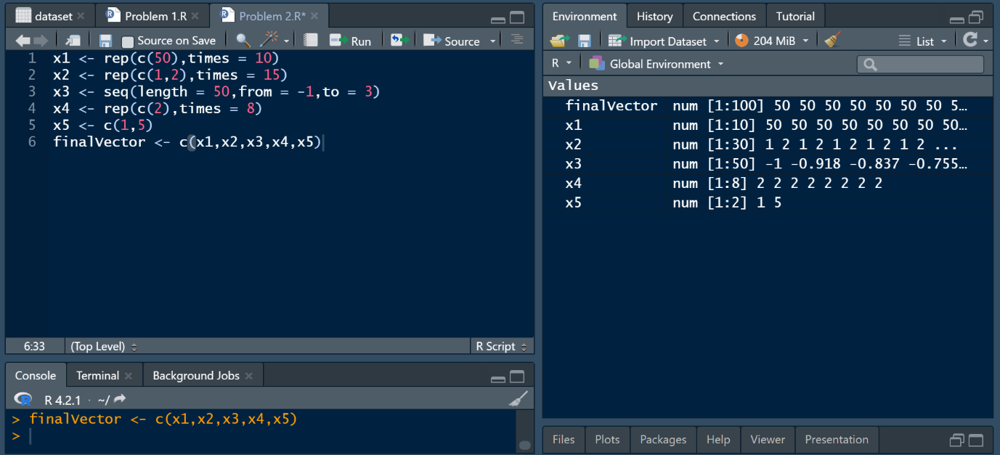 dataset Problem 1.R Problem 2.R*
Source on Save Run Source
1 x1 <- rep(c(50),times = 10)
2 x2 <- rep(c(1,2),times = 15)
3 x3 <- seq(length = 50,from = -1,to = 3)
4 x4 <- rep(c(2),times = 8)
5 x5 <- c(1,5)
6 finalVector <- c(x1,x2,x3,x4,x5)
6:33 (Top Level) R Script
Console Terminal Background Jobs
R 4.2.1 · ~/
> finalVector <- c(x1,x2,x3,x4,x5)
>
Environment History Connections Tutorial
Import Dataset 204 MiB List
R Global Environment
Values
finalVector num [1:100] 50 50 50 50 50 50 50 5…
x1 num [1:10] 50 50 50 50 50 50 50 50…
x2 num [1:30] 1 2 1 2 1 2 1 2 1 2 ...
x3 num [1:50] -1 -0.918 -0.837 -0.755…
x4 num [1:8] 2 2 2 2 2 2 2 2
x5 num [1:2] 1 5
Files Plots Packages Help Viewer Presentation